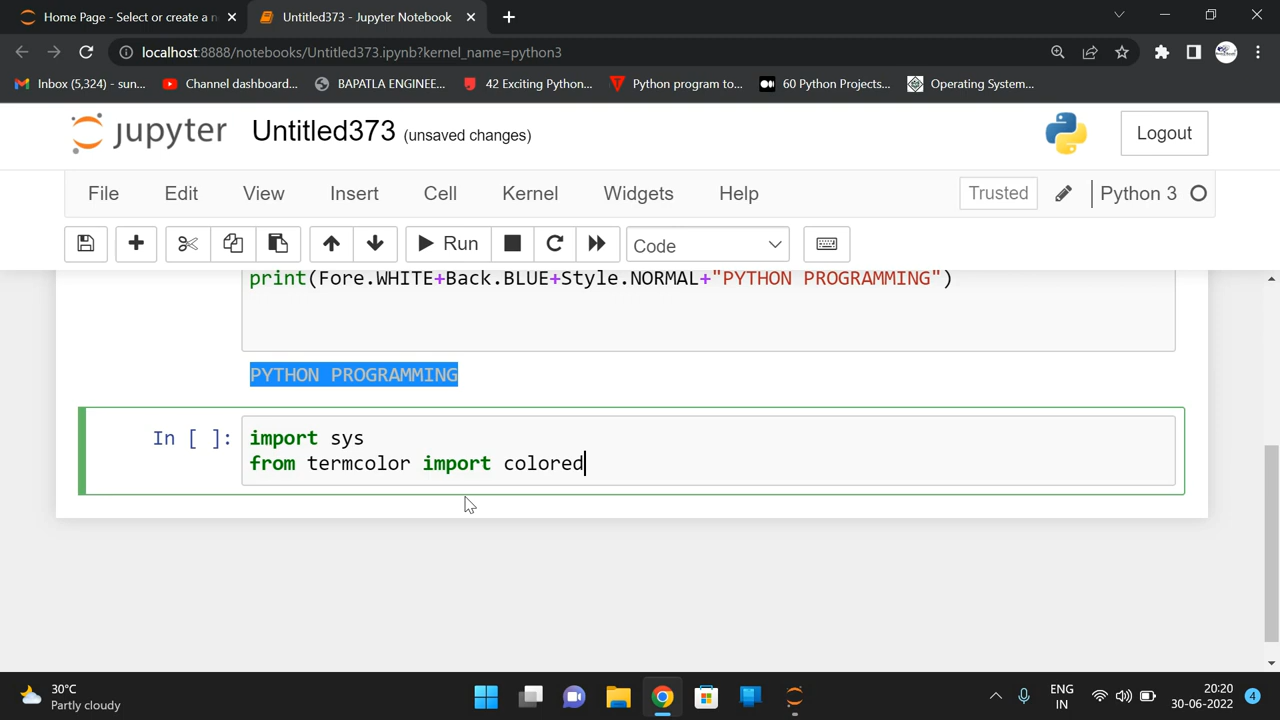 Home Page - Select or create a n
Untitled373 - Jupyter Notebook
localhost:8888/notebooks/Untitled373.ipynb?kernel_name=python3
Inbox (5,324) - sun...
Channel dashboard...
BAPATLA ENGINEE...
42 Exciting Python...
Python program to...
60 Python Projects...
Operating System...
jupyter
Untitled373 (unsaved changes)
Logout
File Edit View Insert Cell Kernel Widgets Help
Trusted
Python 3
Run
Code
print(Fore.WHITE+Back.BLUE+Style.NORMAL+"PYTHON PROGRAMMING")
PYTHON PROGRAMMING
In [ ]:
import sys
from termcolor import colored
30°C
Partly cloudy
ENG
IN
20:20
30-06-2022
4